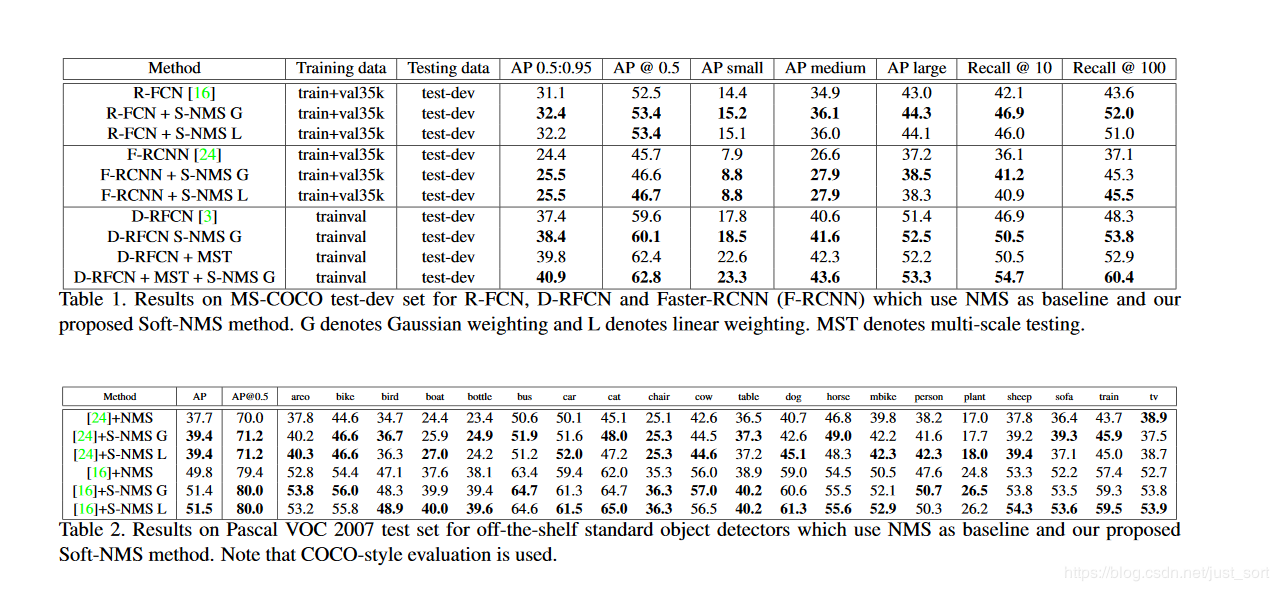 Method Training data Testing data AP 0.5:0.95 AP @ 0.5 AP small AP medium AP large Recall @ 10 Recall @ 100
R-FCN [16] train+val35k test-dev 31.1 52.5 14.4 34.9 43.0 42.1 43.6
R-FCN + S-NMS G train+val35k test-dev 32.4 53.4 15.2 36.1 44.3 46.9 52.0
R-FCN + S-NMS L train+val35k test-dev 32.2 53.4 15.1 36.0 44.1 46.0 51.0
F-RCNN [24] train+val35k test-dev 24.4 45.7 7.9 26.6 37.2 36.1 37.1
F-RCNN + S-NMS G train+val35k test-dev 25.5 46.6 8.8 27.9 38.5 41.2 45.3
F-RCNN + S-NMS L train+val35k test-dev 25.5 46.7 8.8 27.9 38.3 40.9 45.5
D-RFCN [3] trainval test-dev 37.4 59.6 17.8 40.6 51.4 46.9 48.3
D-RFCN S-NMS G trainval test-dev 38.4 60.1 18.5 41.6 52.5 50.5 53.8
D-RFCN + MST trainval test-dev 39.8 62.4 22.6 42.3 52.2 50.5 52.9
D-RFCN + MST + S-NMS G trainval test-dev 40.9 62.8 23.3 43.6 53.3 54.7 60.4
Table 1. Results on MS-COCO test-dev set for R-FCN, D-RFCN and Faster-RCNN (F-RCNN) which use NMS as baseline and our
proposed Soft-NMS method. G denotes Gaussian weighting and L denotes linear weighting. MST denotes multi-scale testing.
Method AP AP@0.5 areo bike bird boat bottle bus car cat chair cow table dog horse mbike person plant sheep sofa train tv
[24]+NMS 37.7 70.0 37.8 44.6 34.7 24.4 23.4 50.6 50.1 45.1 25.1 42.6 36.5 40.7 46.8 39.8 38.2 17.0 37.8 36.4 43.7 38.9
[24]+S-NMS G 39.4 71.2 40.2 46.6 36.7 25.9 24.9 51.9 51.6 48.0 25.3 44.5 37.3 42.6 49.0 42.2 41.6 17.7 39.2 39.3 45.9 37.5
[24]+S-NMS L 39.4 71.2 40.3 46.6 36.3 27.0 24.2 51.2 52.0 47.2 25.3 44.6 37.2 45.1 48.3 42.3 42.3 18.0 39.4 37.1 45.0 38.7
[16]+NMS 49.8 79.4 52.8 54.4 47.1 37.6 38.1 63.4 59.4 62.0 35.3 56.0 38.9 59.0 54.5 50.5 47.6 24.8 53.3 52.2 57.4 52.7
[16]+S-NMS G 51.4 80.0 53.8 56.0 48.3 39.9 39.4 64.7 61.3 64.7 36.3 57.0 40.2 60.6 55.5 52.1 50.7 26.5 53.8 53.5 59.3 53.8
[16]+S-NMS L 51.5 80.0 53.2 55.8 48.9 40.0 39.6 64.6 61.5 65.0 36.3 56.5 40.2 61.3 55.6 52.9 50.3 26.2 54.3 53.6 59.5 53.9
Table 2. Results on Pascal VOC 2007 test set for off-the-shelf standard object detectors which use NMS as baseline and our proposed
Soft-NMS method. Note that COCO-style evaluation is used.
https://blog.csdn.net/just_sort